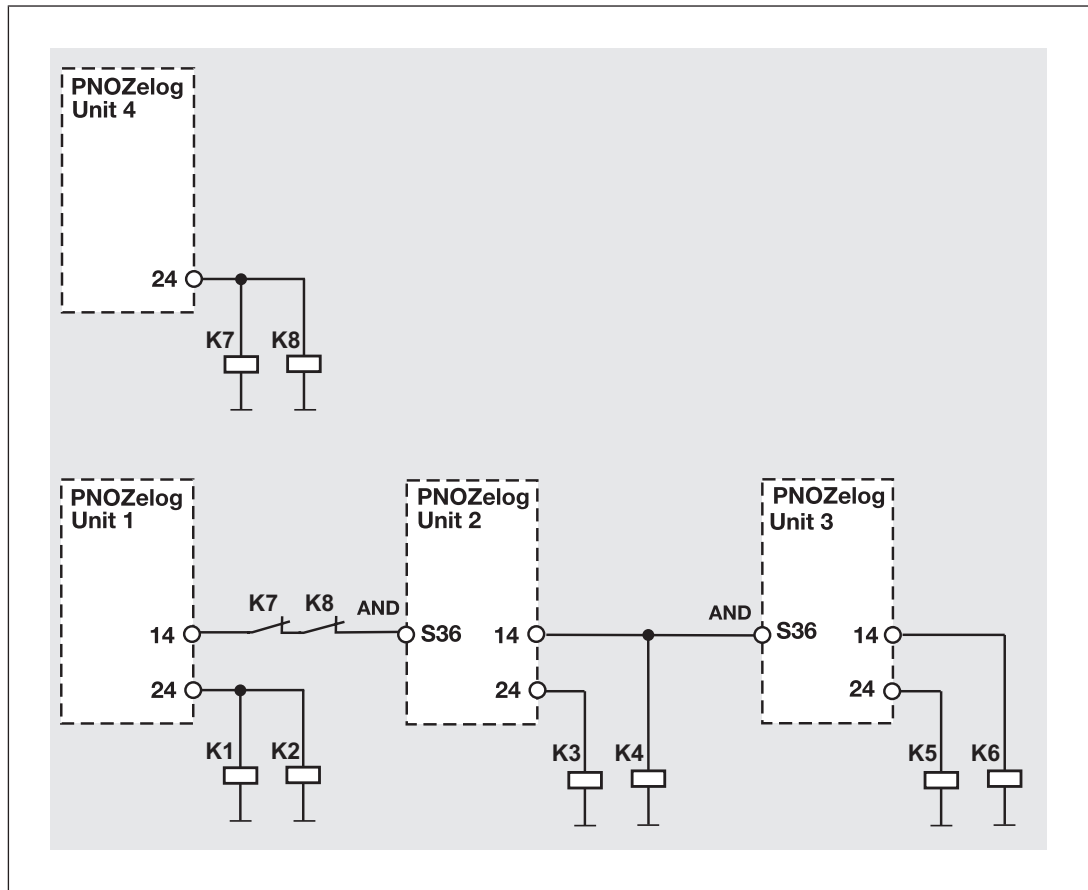 PNOZelog
Unit 4
24
K7 K8
PNOZelog
Unit 1
14
24
K7 K8 AND
K1 K2
PNOZelog
Unit 2
S36 14
24
K3 K4
AND
PNOZelog
Unit 3
S36 14
24
K5 K6